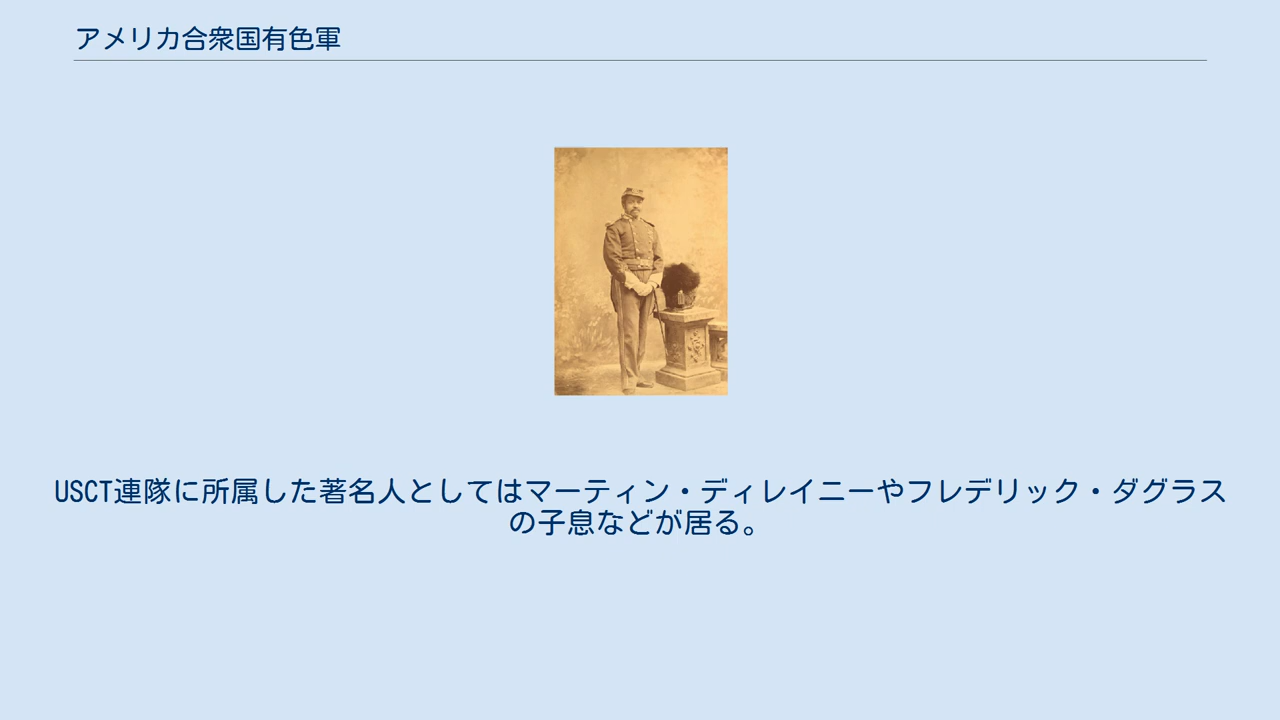 アメリカ合衆国有色軍
USCT連隊に所属した著名人としてはマーティン・ディレイニーやフレデリック・ダグラス
の子息などが居る。